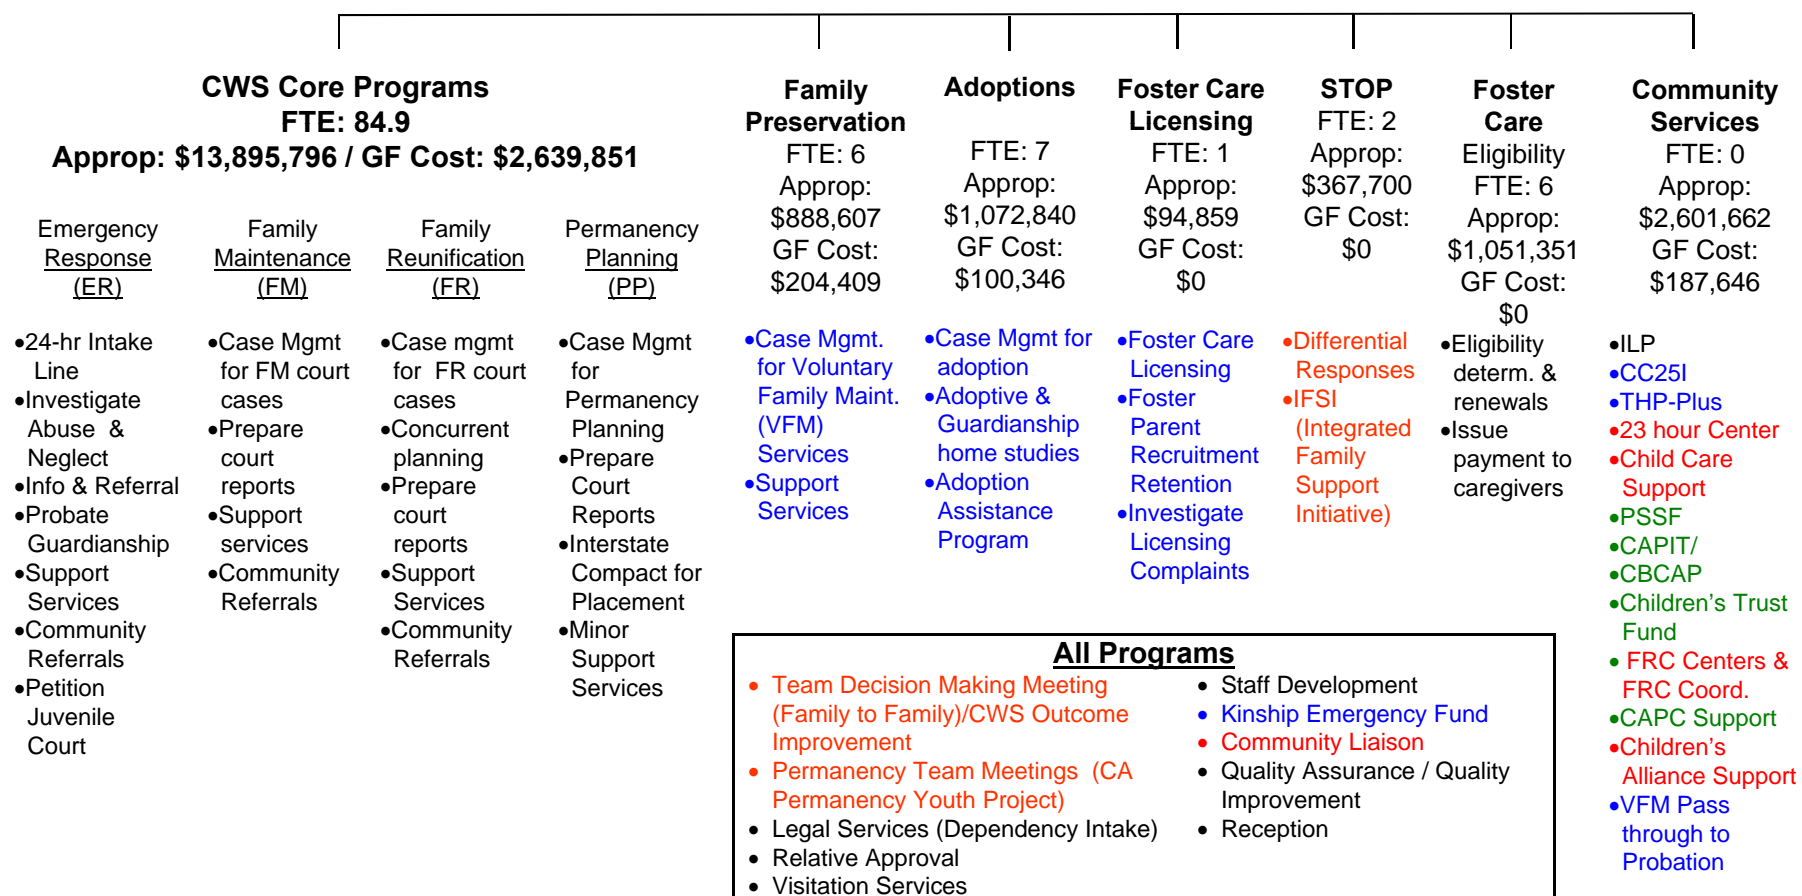 CWS Core Programs
FTE: 84.9
Approp: $13,895,796 / GF Cost: $2,639,851
Emergency
Response
(ER)
•24-hr Intake
Line
•Investigate
Abuse &
Neglect
•Info & Referral
•Probate
Guardianship
•Support
Services
•Community
Referrals
•Petition
Juvenile
Court
Family
Maintenance
(FM)
•Case Mgmt
for FM court
cases
•Prepare
court
reports
•Support
services
•Community
Referrals
Family
Reunification
(FR)
•Case mgmt
for FR court
cases
•Concurrent
planning
•Prepare
court
reports
•Support
Services
•Community
Referrals
Permanency
Planning
(PP)
•Case Mgmt
for
Permanency
Planning
•Prepare
Court
Reports
•Interstate
Compact for
Placement
•Minor
Support
Services
Family
Preservation
FTE: 6
Approp:
$888,607
GF Cost:
$204,409
•Case Mgmt.
for Voluntary
Family Maint.
(VFM)
Services
•Support
Services
Adoptions
FTE: 7
Approp:
$1,072,840
GF Cost:
$100,346
•Case Mgmt for
adoption
•Adoptive &
Guardianship
home studies
•Adoption
Assistance
Program
Foster Care
Licensing
FTE: 1
Approp:
$94,859
GF Cost:
$0
•Foster Care
Licensing
•Foster
Parent
Recruitment
Retention
•Investigate
Licensing
Complaints
STOP
FTE: 2
Approp:
$367,700
GF Cost:
$0
•Differential
Responses
•IFSI
(Integrated
Family
Support
Initiative)
Foster
Care
Eligibility
FTE: 6
Approp:
$1,051,351
GF Cost:
$0
•Eligibility
determ. &
renewals
•Issue
payment to
caregivers
Community
Services
FTE: 0
Approp:
$2,601,662
GF Cost:
$187,646
•ILP
•CC25I
•THP-Plus
•23 hour Center
•Child Care
Support
•PSSF
•CAPIT/
•CBCAP
•Children's Trust
Fund
• FRC Centers &
FRC Coord.
•CAPC Support
•Children's
Alliance Support
•VFM Pass
through to
Probation
All Programs
• Team Decision Making Meeting
(Family to Family)/CWS Outcome
Improvement
• Permanency Team Meetings (CA
Permanency Youth Project)
• Legal Services (Dependency Intake)
• Relative Approval
• Visitation Services
• Staff Development
• Kinship Emergency Fund
• Community Liaison
• Quality Assurance / Quality
Improvement
• Reception